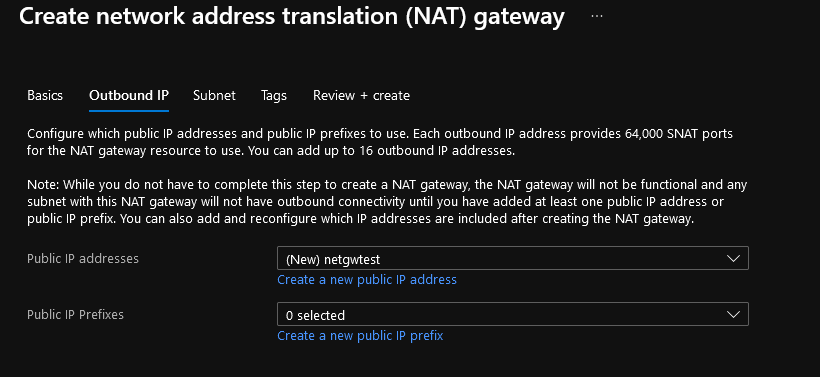 Create network address translation (NAT) gateway ...
Basics Outbound IP Subnet Tags Review + create
Configure which public IP addresses and public IP prefixes to use. Each outbound IP address provides 64,000 SNAT ports
for the NAT gateway resource to use. You can add up to 16 outbound IP addresses.
Note: While you do not have to complete this step to create a NAT gateway, the NAT gateway will not be functional and any
subnet with this NAT gateway will not have outbound connectivity until you have added at least one public IP address or
public IP prefix. You can also add and reconfigure which IP addresses are included after creating the NAT gateway.
Public IP addresses (New) netgwtest
Create a new public IP address
Public IP Prefixes 0 selected
Create a new public IP prefix